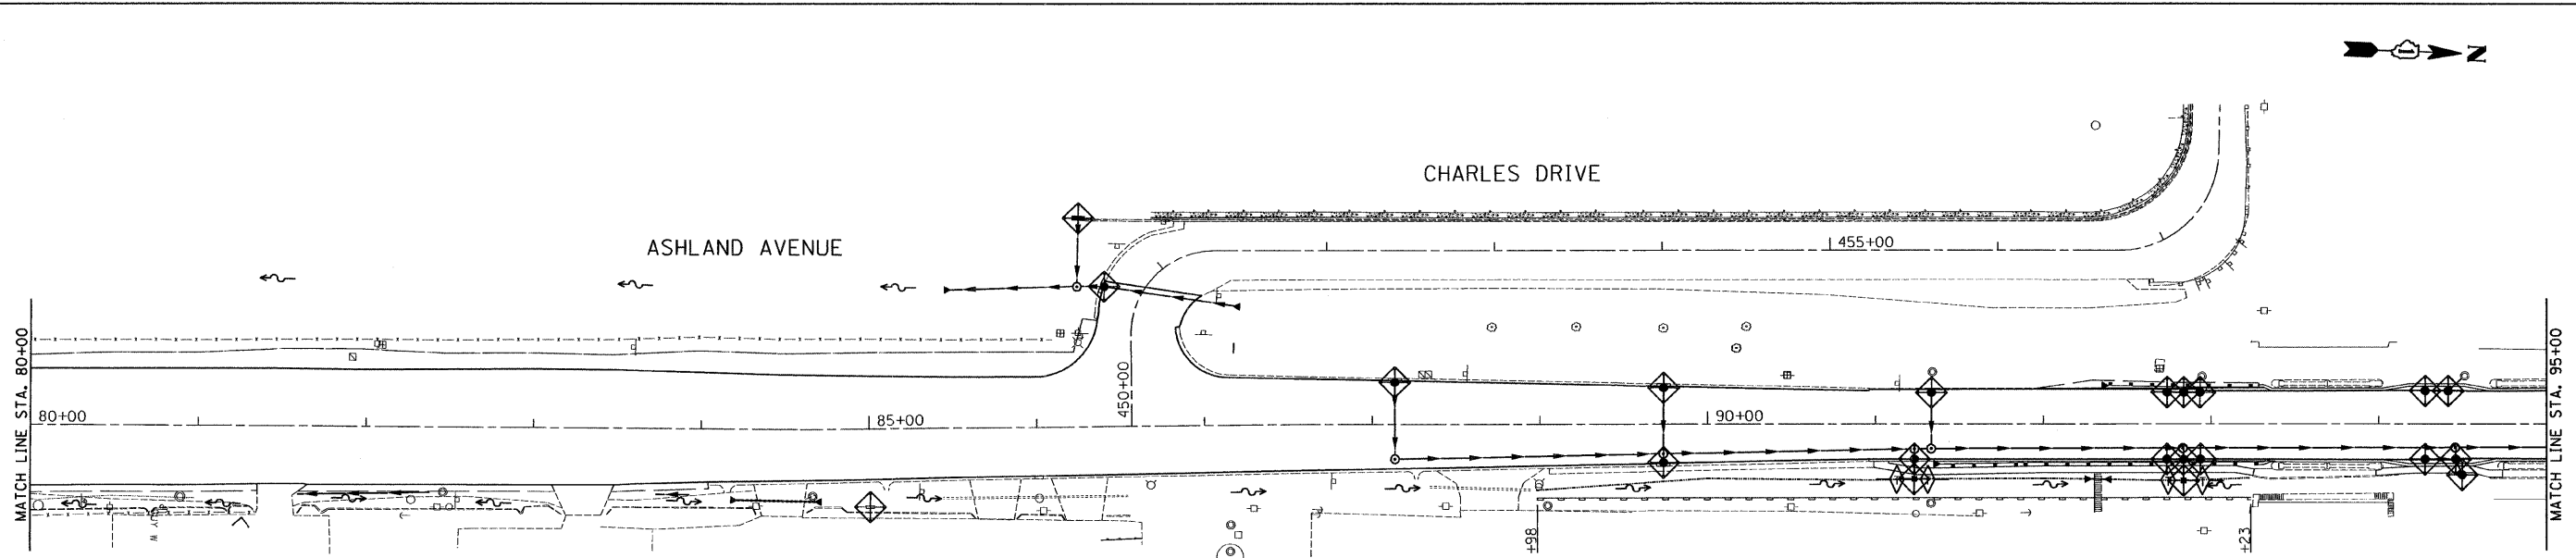 N
CHARLES DRIVE
ASHLAND AVENUE
455+00
MATCH LINE STA. 80+00
MATCH LINE STA. 95+00
450+00
80+00
85+00
90+00
+98
+23